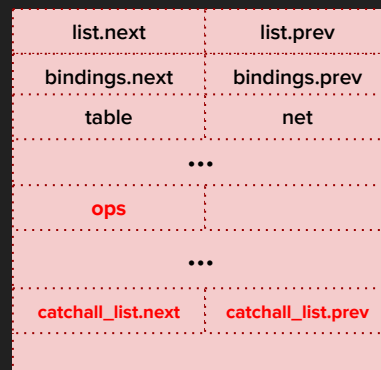 list.next list.prev
bindings.next bindings.prev
table net
...
ops
...
catchall_list.next catchall_list.prev